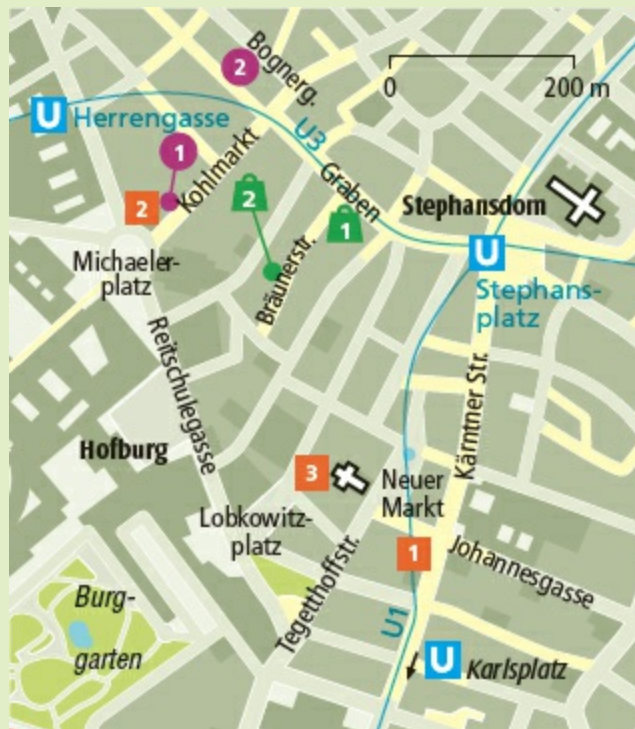 Bognerg.
2
0 200 m
U Herrengasse
U3
1
Kohlmarkt
2
2
Graben
1
Stephansdom
U
Stephans-
platz
Michaeler-
platz
Bräunerstr.
Reitschulegasse
Kärntner Str.
Hofburg
3
Neuer
Markt
Lobkowitz-
platz
1
Johannesgasse
Tegetthoffstr.
Burg-
garten
U1
U Karlsplatz